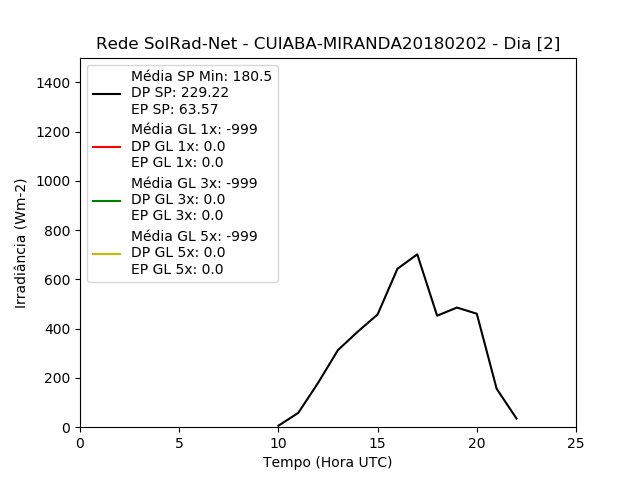 Rede SolRad-Net - CUIABA-MIRANDA20180202 - Dia [2]
Média SP Min: 180.5
DP SP: 229.22
EP SP: 63.57
Média GL 1x: -999
DP GL 1x: 0.0
EP GL 1x: 0.0
Média GL 3x: -999
DP GL 3x: 0.0
EP GL 3x: 0.0
Média GL 5x: -999
DP GL 5x: 0.0
EP GL 5x: 0.0
Irradiância (Wm-2)
1400
1200
1000
800
600
400
200
0
0 5 10 15 20 25
Tempo (Hora UTC)